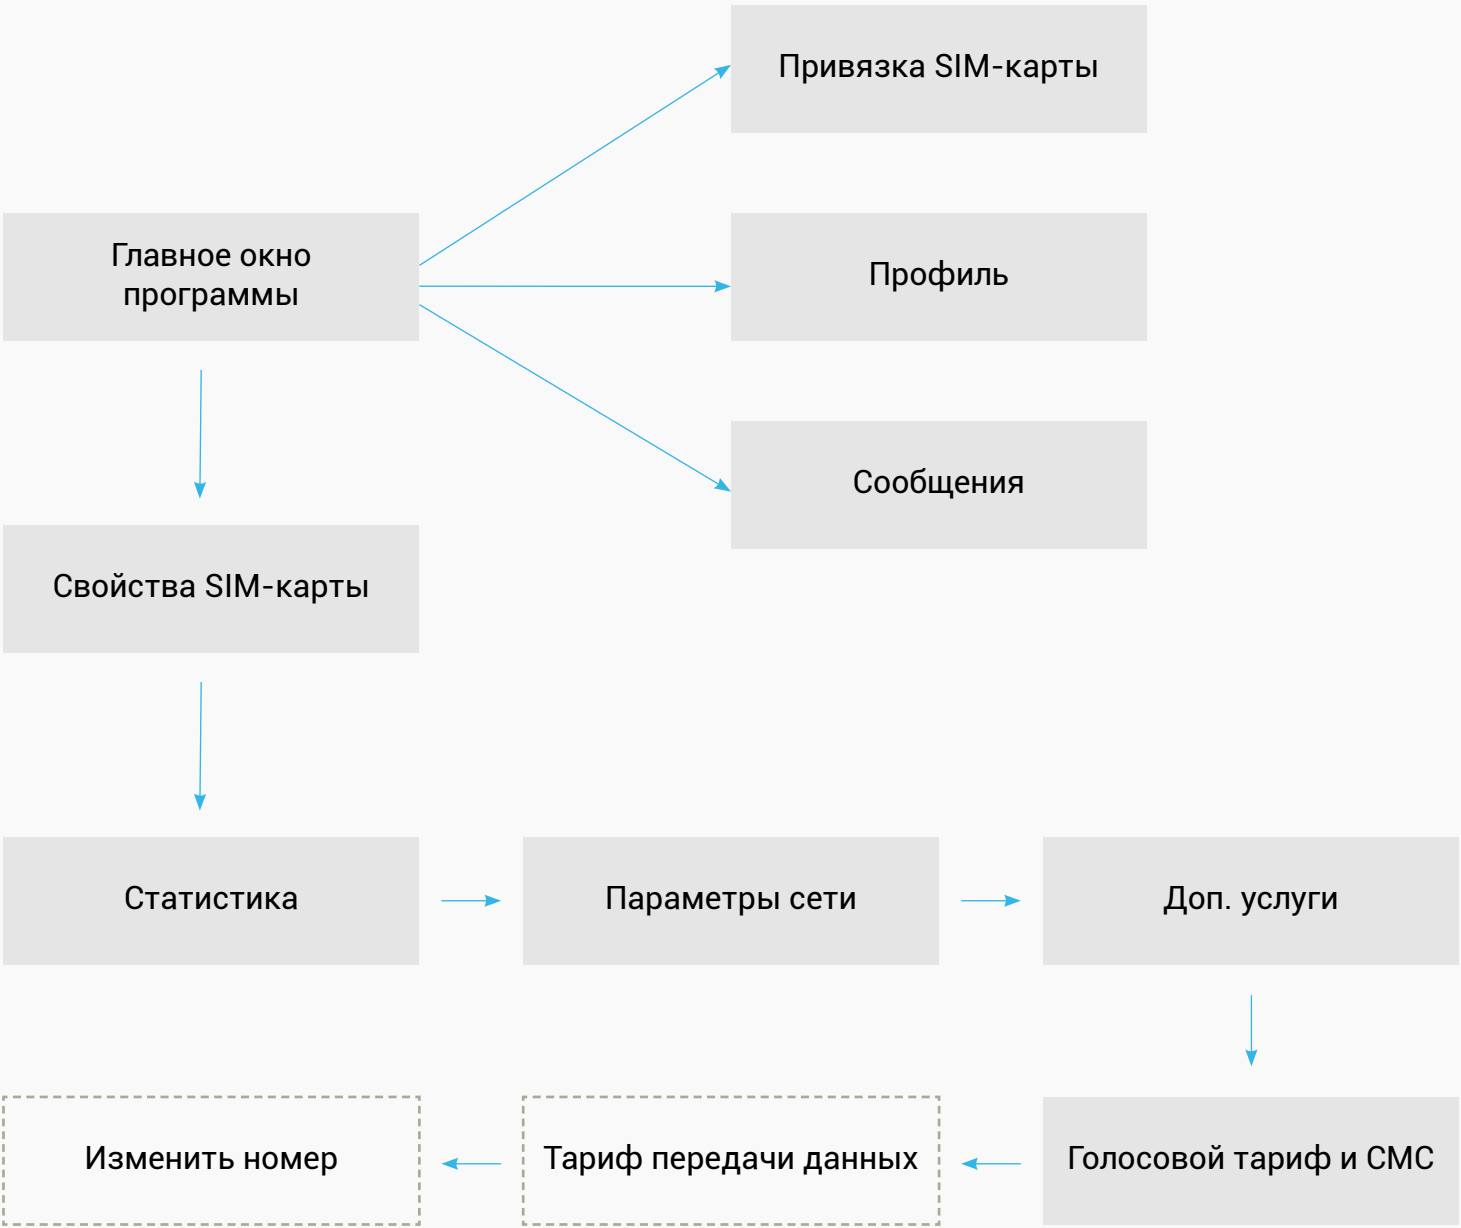 Привязка SIM-карты
Главное окно
программы
Профиль
Сообщения
Свойства SIM-карты
Статистика
Параметры сети
Доп. услуги
Изменить номер
Тариф передачи данных
Голосовой тариф и СМС